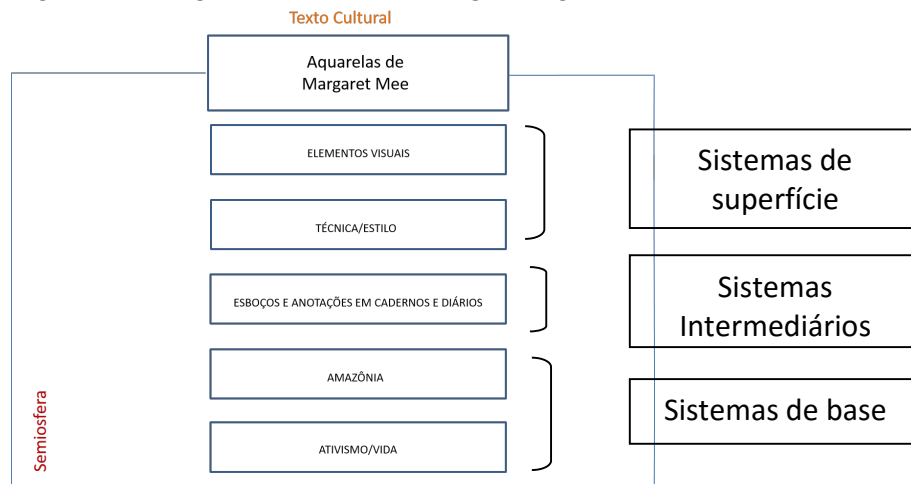 Texto Cultural
Aquarelas de
Margaret Mee
ELEMENTOS VISUAIS
TÉCNICA/ESTILO
Sistemas de
superfície
ESBOÇOS E ANOTAÇÕES EM CADERNOS E DIÁRIOS
Sistemas
Intermediários
AMAZÔNIA
ATIVISMO/VIDA
Sistemas de base
Semiosfera